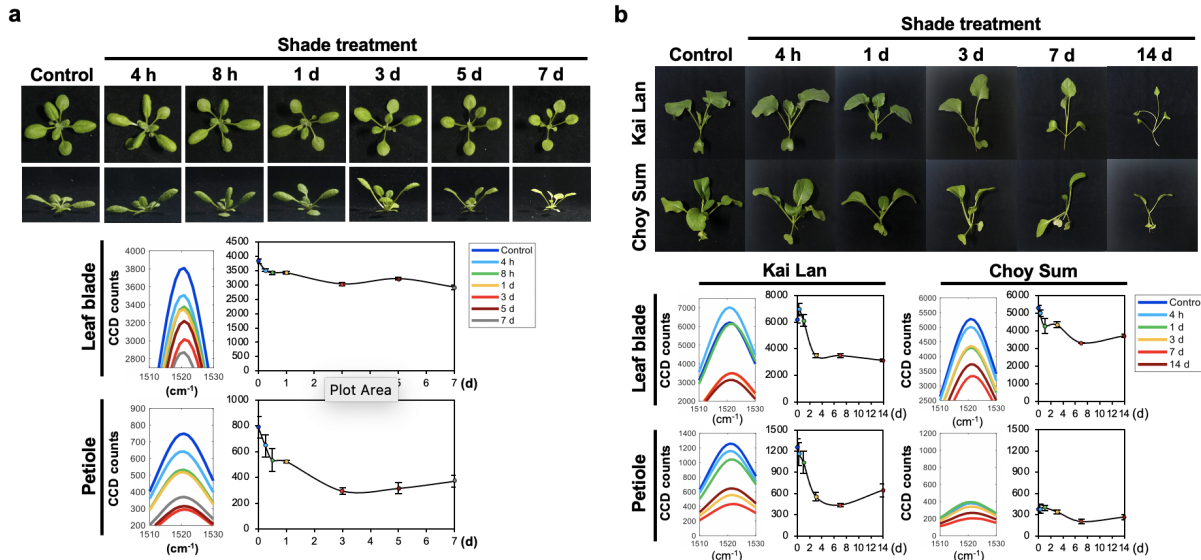 a
Shade treatment
Control 4 h 8 h 1 d 3 d 5 d 7 d
Leaf blade
CCD counts
3800
3600
3400
3200
3000
2800
1510 1520 1530
(cm⁻¹)
4500
4000
3500
3000
2500
2000
1500
1000
500
0
0 1 2 3 4 5 6 7 (d)
Control
4 h
8 h
1 d
3 d
5 d
7 d
Plot Area
Petiole
CCD counts
800
700
600
500
400
300
200
1510 1520 1530
(cm⁻¹)
1000
800
600
400
200
0
0 1 2 3 4 5 6 7 (d)
b
Shade treatment
Control 4 h 1 d 3 d 7 d 14 d
Kai Lan
Choy Sum
Kai Lan Choy Sum
Leaf blade
CCD counts
7000
6000
5000
4000
3000
2000
1510 1520 1530
(cm⁻¹)
8000
6000
4000
2000
0
0 2 4 6 8 10 12 14 (d)
CCD counts
6000
5500
5000
4500
4000
3500
3000
2500
1510 1520 1530
(cm⁻¹)
6000
5000
4000
3000
2000
1000
0
0 2 4 6 8 10 12 14 (d)
Control
4 h
1 d
3 d
7 d
14 d
Petiole
CCD counts
1400
1200
1000
800
600
400
200
0
1510 1520 1530
(cm⁻¹)
1500
1200
900
600
300
0
0 2 4 6 8 10 12 14 (d)
CCD counts
1400
1200
1000
800
600
400
200
0
1510 1520 1530
(cm⁻¹)
1500
1200
900
600
300
0
0 2 4 6 8 10 12 14 (d)